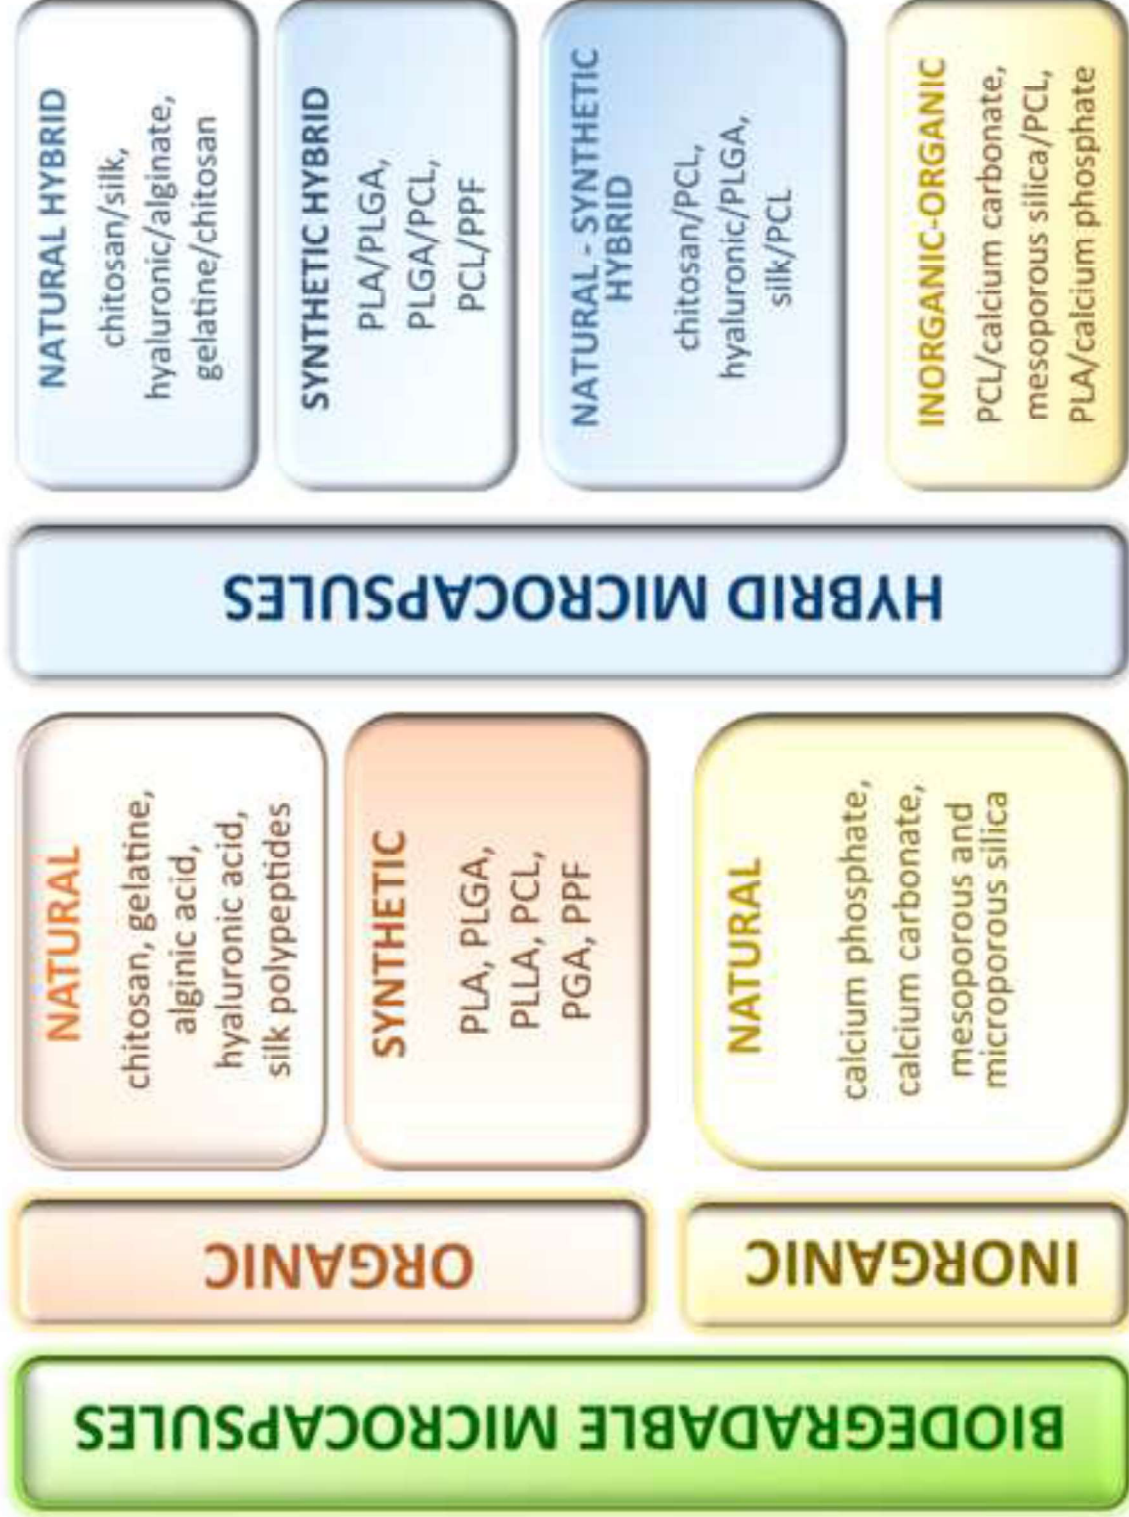 BIODEGRADABLE MICROCAPSULES
ORGANIC
NATURAL
chitosan, gelatine,
alginic acid,
hyaluronic acid,
silk polypeptides
SYNTHETIC
PLA, PLGA,
PLLA, PCL,
PGA, PPF
INORGANIC
NATURAL
calcium phosphate,
calcium carbonate,
mesoporous and
microporous silica
HYBRID MICROCAPSULES
NATURAL HYBRID
chitosan/silk,
hyaluronic/alginate,
gelatine/chitosan
SYNTHETIC HYBRID
PLA/PLGA,
PLGA/PCL,
PCL/PPF
NATURAL - SYNTHETIC
HYBRID
chitosan/PCL,
hyaluronic/PLGA,
silk/PCL
INORGANIC-ORGANIC
PCL/calcium carbonate,
mesoporous silica/PCL,
PLA/calcium phosphate